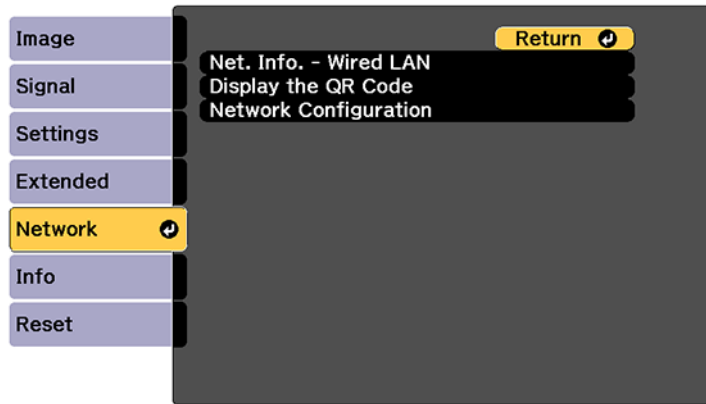 Image
Signal
Settings
Extended
Network
Info
Reset
Return
Net. Info. - Wired LAN
Display the QR Code
Network Configuration